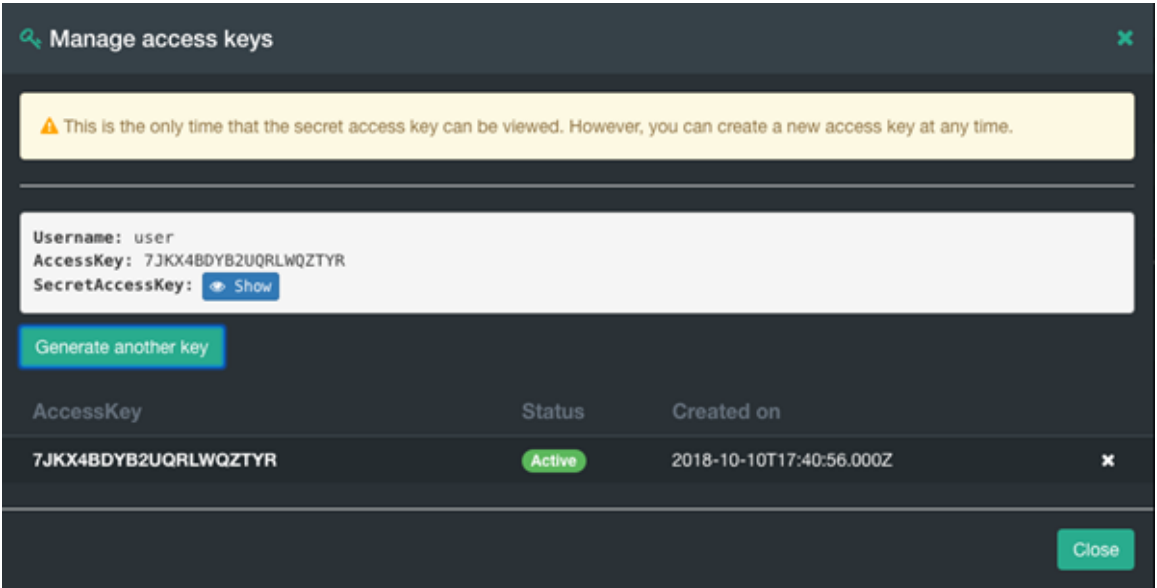 Manage access keys
This is the only time that the secret access key can be viewed. However, you can create a new access key at any time.
Username: user
AccessKey: 7JKX4BDYB2UQRLWQZTYR
SecretAccessKey: Show
Generate another key
AccessKey Status Created on
7JKX4BDYB2UQRLWQZTYR Active 2018-10-10T17:40:56.000Z
Close